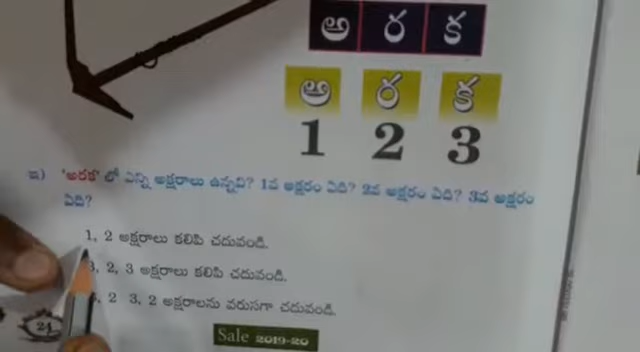 అ ర క
అ ర క
1 2 3
ఇ) 'అరక' లో ఎన్ని అక్షరాలు ఉన్నవి? 1వ అక్షరం ఏది? 2వ అక్షరం ఏది? 3వ అక్షరం
ఏది?
1, 2 అక్షరాలు కలిపి చదువండి.
3, 2, 3 అక్షరాలు కలిపి చదువండి.
2 3, 2 అక్షరాలను వరుసగా చదువండి.
24
Sale 2019-20